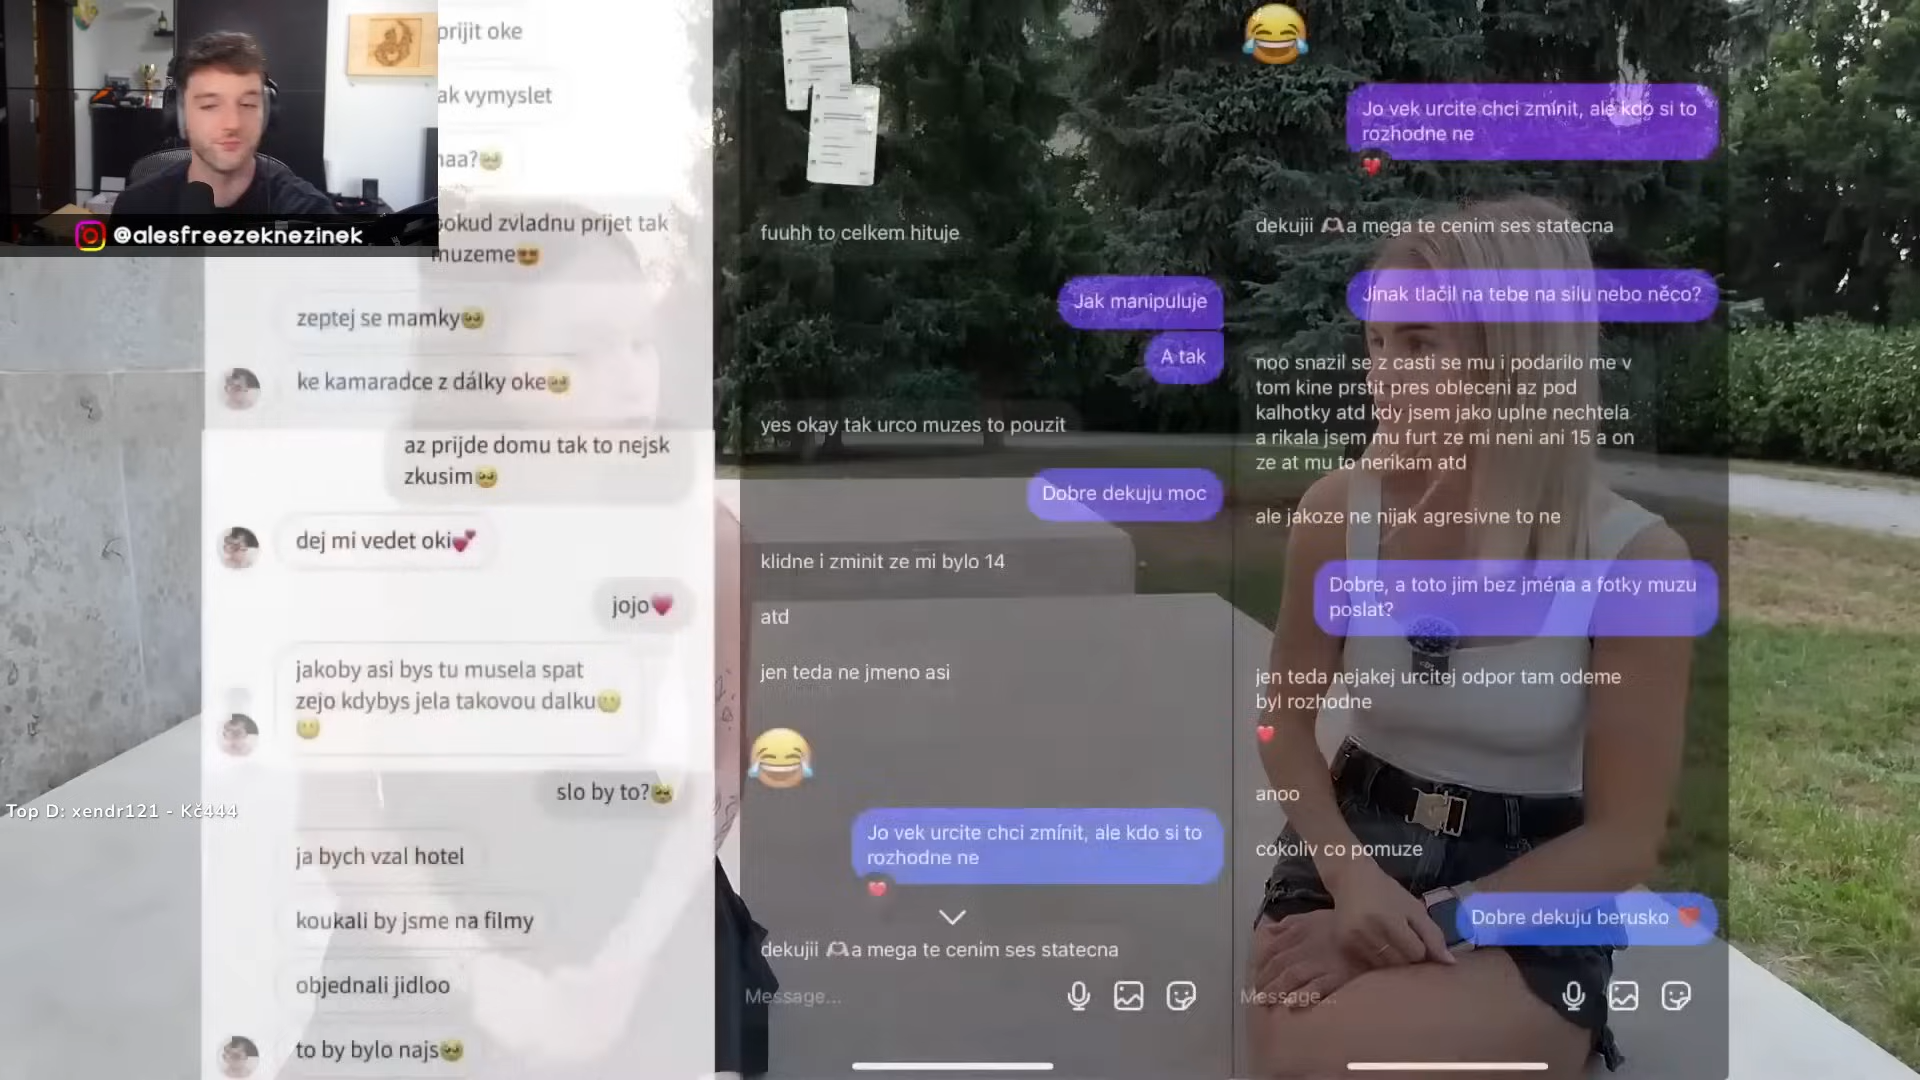 @alesfreezeknezinek
prijit oke
ak vymyslet
naa?🥹
pokud zvladnu prijet tak
muzeme😎
zeptej se mamky🥹
ke kamaradce z dálky oke🥹
az prijde domu tak to nejsk
zkusim🥹
dej mi vedet oki💕
jojo💗
jakoby asi bys tu musela spat
zejo kdybys jela takovou dalku🙂
🙂
slo by to?🥹
ja bych vzal hotel
koukali by jsme na filmy
objednali jidloo
to by bylo najs🥹
Top D: xendr121 - Kč444
fuuhh to celkem hituje
Jak manipuluje
A tak
yes okay tak urco muzes to pouzit
Dobre dekuju moc
klidne i zminit ze mi bylo 14
atd
jen teda ne jmeno asi
😂
Jo vek urcite chci zmínit, ale kdo si to
rozhodne ne
❤️
dekujii 🫶a mega te cenim ses statecna
Message...
😂
Jo vek urcite chci zmínit, ale kdo si to
rozhodne ne
❤️
dekujii 🫶a mega te cenim ses statecna
Jinak tlačil na tebe na silu nebo něco?
noo snazil se z casti se mu i podarilo me v
tom kine prstit pres obleceni az pod
kalhotky atd kdy jsem jako uplne nechtela
a rikala jsem mu furt ze mi neni ani 15 a on
ze at mu to nerikam atd
ale jakoze ne nijak agresivne to ne
Dobre, a toto jim bez jména a fotky muzu
poslat?
jen teda nejakej urcitej odpor tam odeme
byl rozhodne
❤️
anoo
cokoliv co pomuze
Dobre dekuju berusko ❤️
Message...